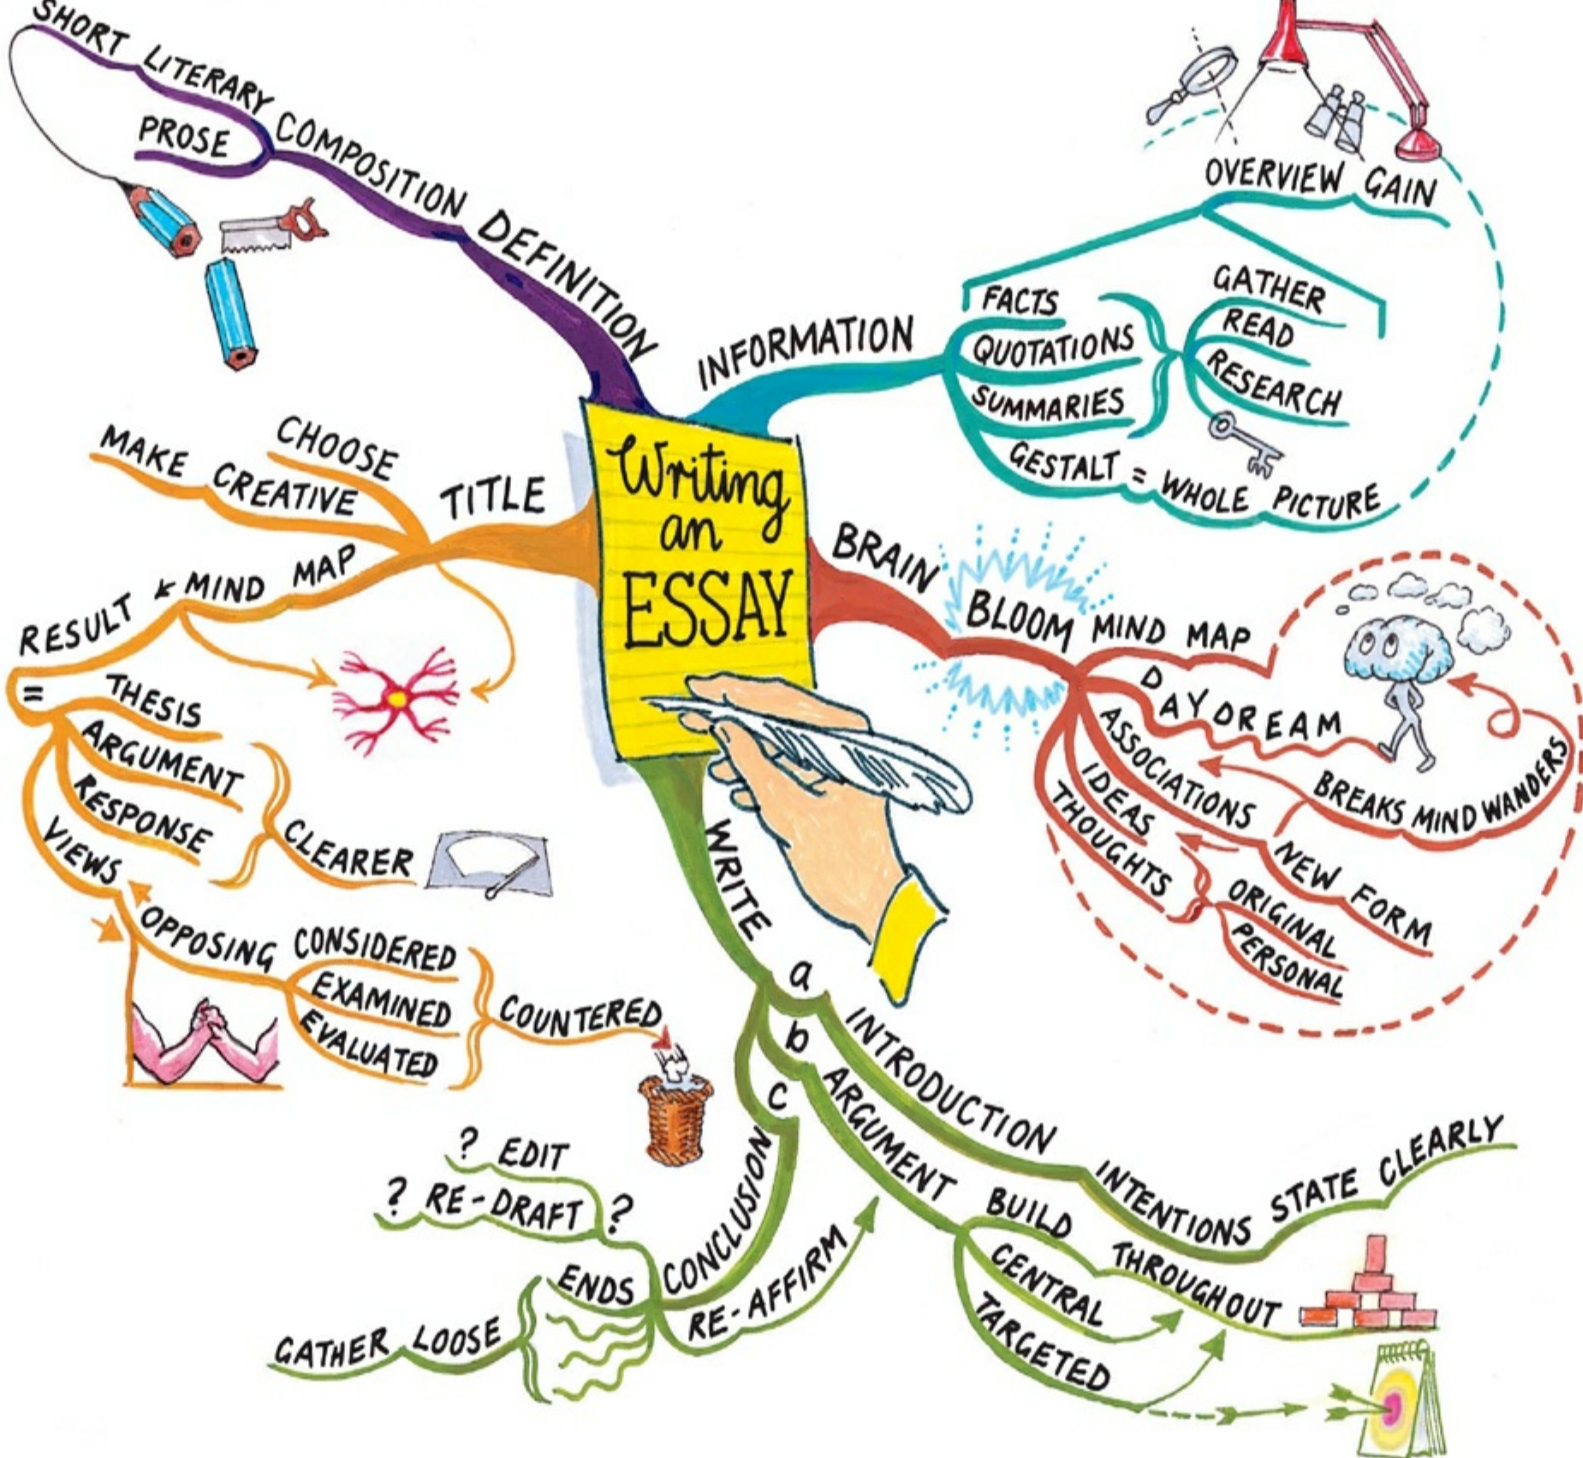 Writing
an
ESSAY
DEFINITION
COMPOSITION
SHORT LITERARY
PROSE
INFORMATION
OVERVIEW GAIN
FACTS
QUOTATIONS
SUMMARIES
GESTALT = WHOLE PICTURE
GATHER
READ
RESEARCH
BRAIN
BLOOM
MIND MAP
DAYDREAM
ASSOCIATIONS
IDEAS
THOUGHTS
BREAKS MIND WANDERS
NEW FORM
ORIGINAL
PERSONAL
WRITE
a
INTRODUCTION
INTENTIONS
STATE CLEARLY
b
ARGUMENT
BUILD
THROUGHOUT
CENTRAL
TARGETED
c
CONCLUSION
RE-AFFIRM
ENDS
GATHER LOOSE
?
? EDIT
? RE-DRAFT
TITLE
CHOOSE
MAKE CREATIVE
MIND MAP
RESULT
=
THESIS
ARGUMENT
RESPONSE
VIEWS
CLEARER
OPPOSING
CONSIDERED
EXAMINED
EVALUATED
COUNTERED